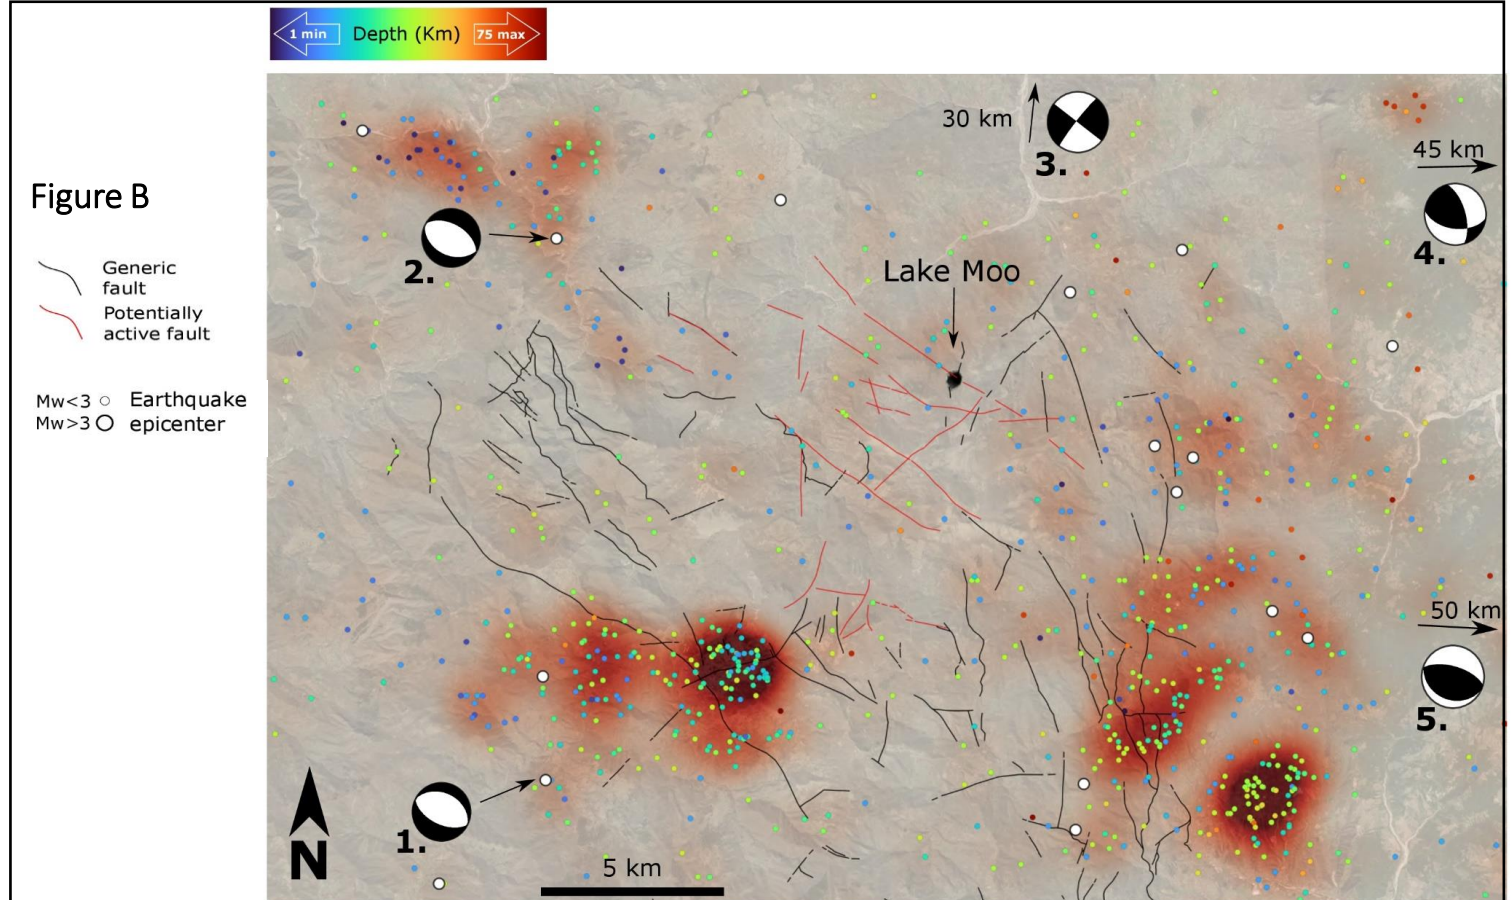 1 min Depth (Km) 75 max
Figure B
Generic
fault
Potentially
active fault
Mw<3 Earthquake
Mw>3 epicenter
30 km
3.
45 km
4.
2.
Lake Moo
50 km
5.
1.
N
5 km